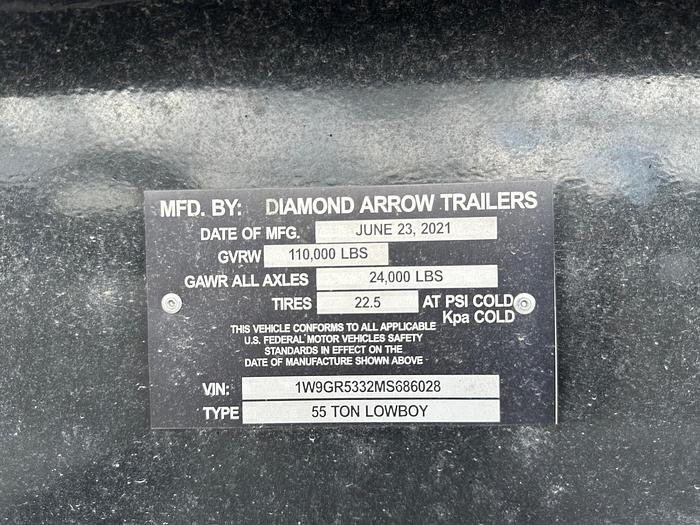 MFD. BY: DIAMOND ARROW TRAILERS
DATE OF MFG. JUNE 23, 2021
GVRW 110,000 LBS
GAWR ALL AXLES 24,000 LBS
TIRES 22.5 AT PSI COLD
Kpa COLD
THIS VEHICLE CONFORMS TO ALL APPLICABLE
U.S. FEDERAL MOTOR VEHICLES SAFETY
STANDARDS IN EFFECT ON THE
DATE OF MANUFACTURE SHOWN ABOVE
VIN: 1W9GR5332MS686028
TYPE 55 TON LOWBOY